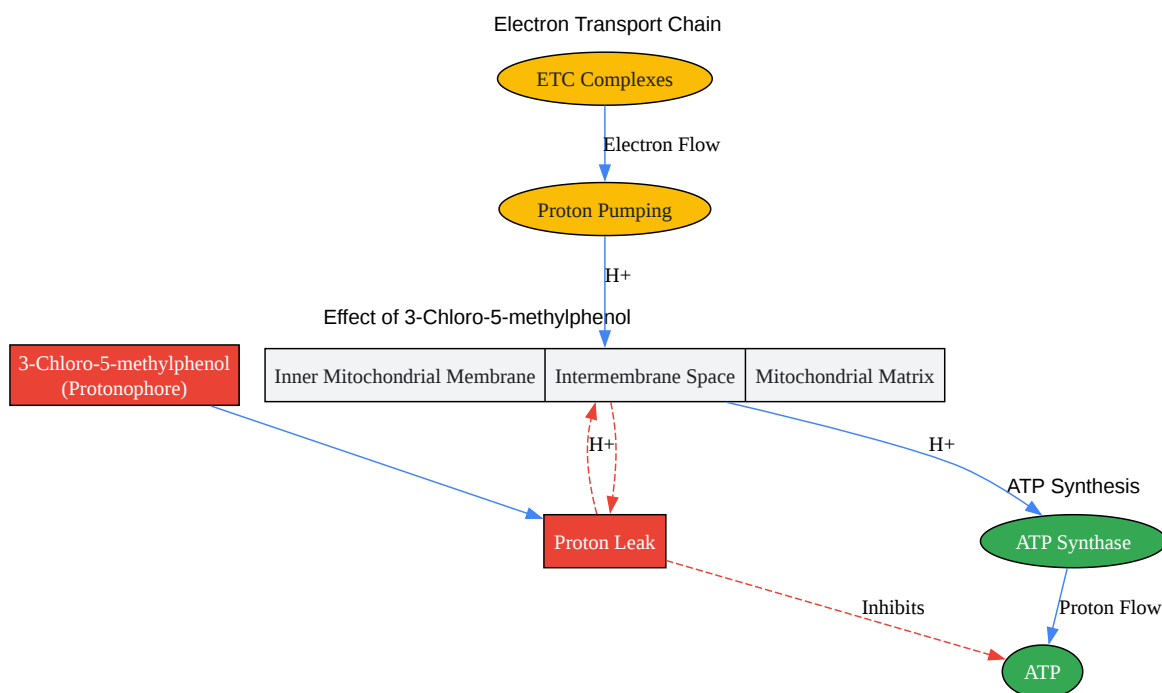 Electron Transport Chain
ETC Complexes
Electron Flow
Proton Pumping
H+
Effect of 3-Chloro-5-methylphenol
3-Chloro-5-methylphenol
(Protonophore)
Inner Mitochondrial Membrane
Intermembrane Space
Mitochondrial Matrix
H+
H+
ATP Synthesis
Proton Leak
ATP Synthase
Inhibits
Proton Flow
ATP